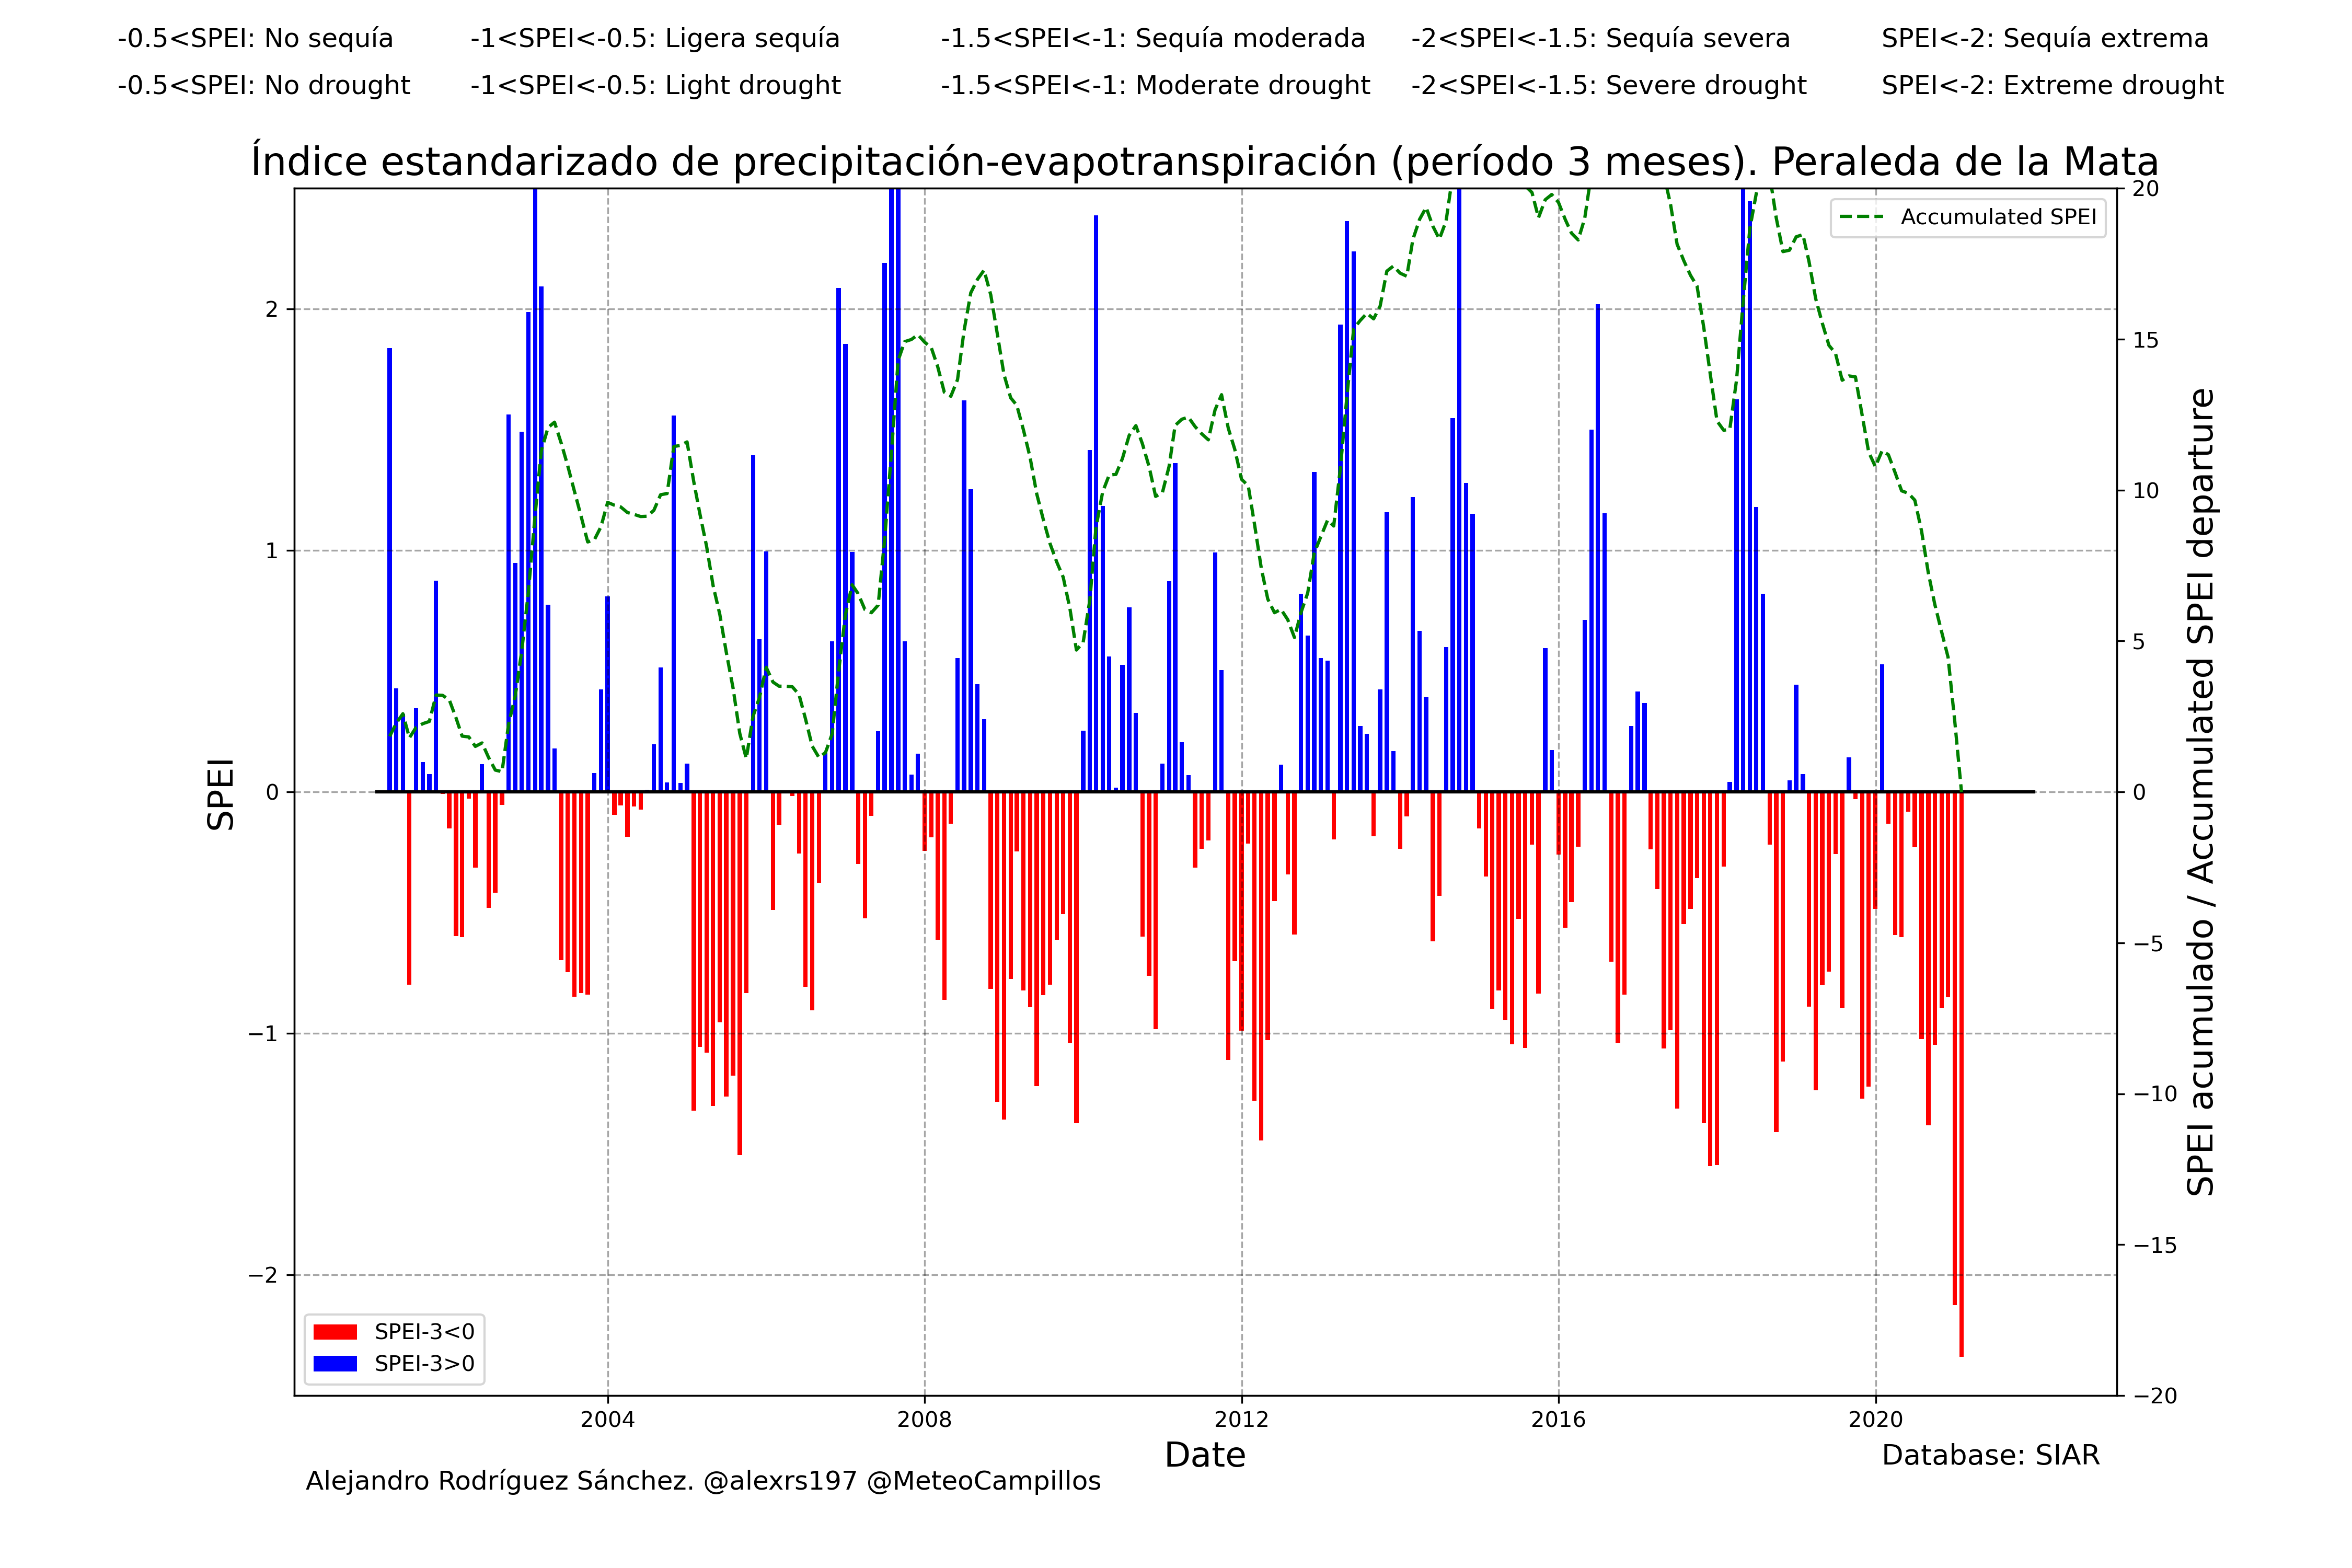 -0.5<SPEI: No sequía -1<SPEI<-0.5: Ligera sequía -1.5<SPEI<-1: Sequía moderada -2<SPEI<-1.5: Sequía severa SPEI<-2: Sequía extrema
-0.5<SPEI: No drought -1<SPEI<-0.5: Light drought -1.5<SPEI<-1: Moderate drought -2<SPEI<-1.5: Severe drought SPEI<-2: Extreme drought
Índice estandarizado de precipitación-evapotranspiración (período 3 meses). Peraleda de la Mata
Accumulated SPEI
SPEI
2
1
0
−1
−2
20
15
10
5
0
−5
−10
−15
−20
SPEI acumulado / Accumulated SPEI departure
SPEI-3<0
SPEI-3>0
2004 2008 2012 2016 2020
Date
Database: SIAR
Alejandro Rodríguez Sánchez. @alexrs197 @MeteoCampillos